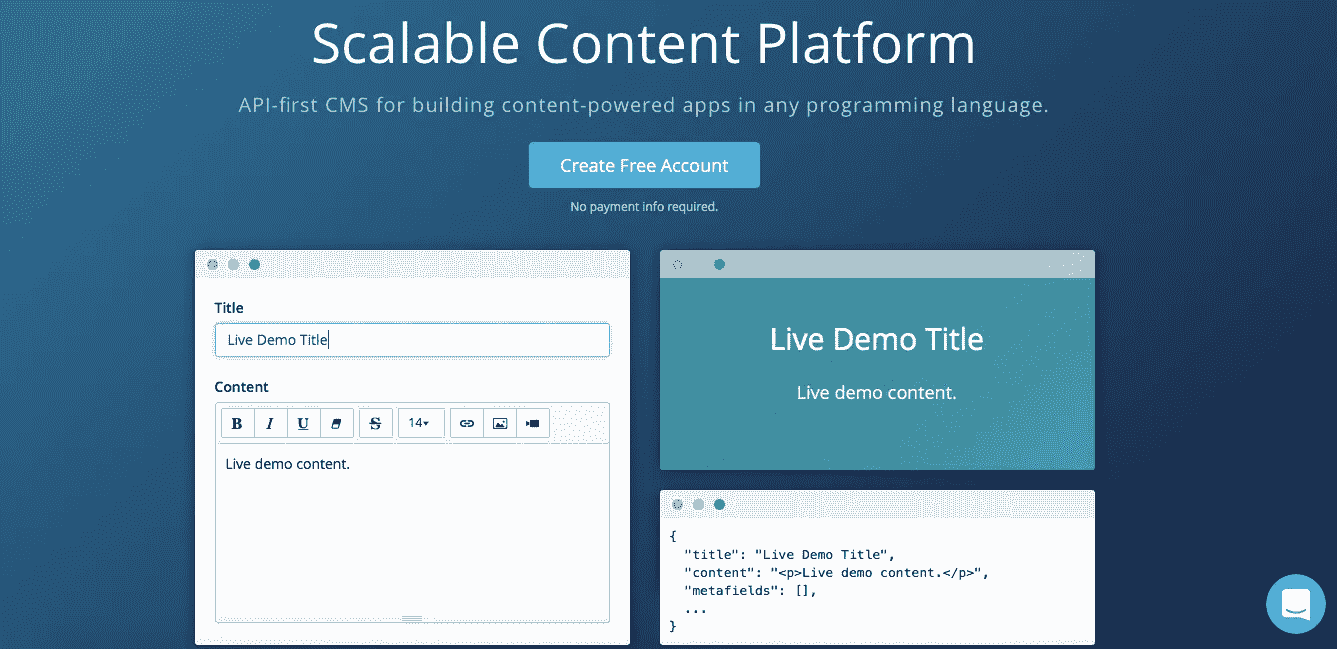 Scalable Content Platform
API-first CMS for building content-powered apps in any programming language.
Create Free Account
No payment info required.
Title
Live Demo Title
Content
B I U S 14
Live demo content.
Live Demo Title
Live demo content.
{
"title": "Live Demo Title",
"content": "<p>Live demo content.</p>",
"metafields": [],
...
}